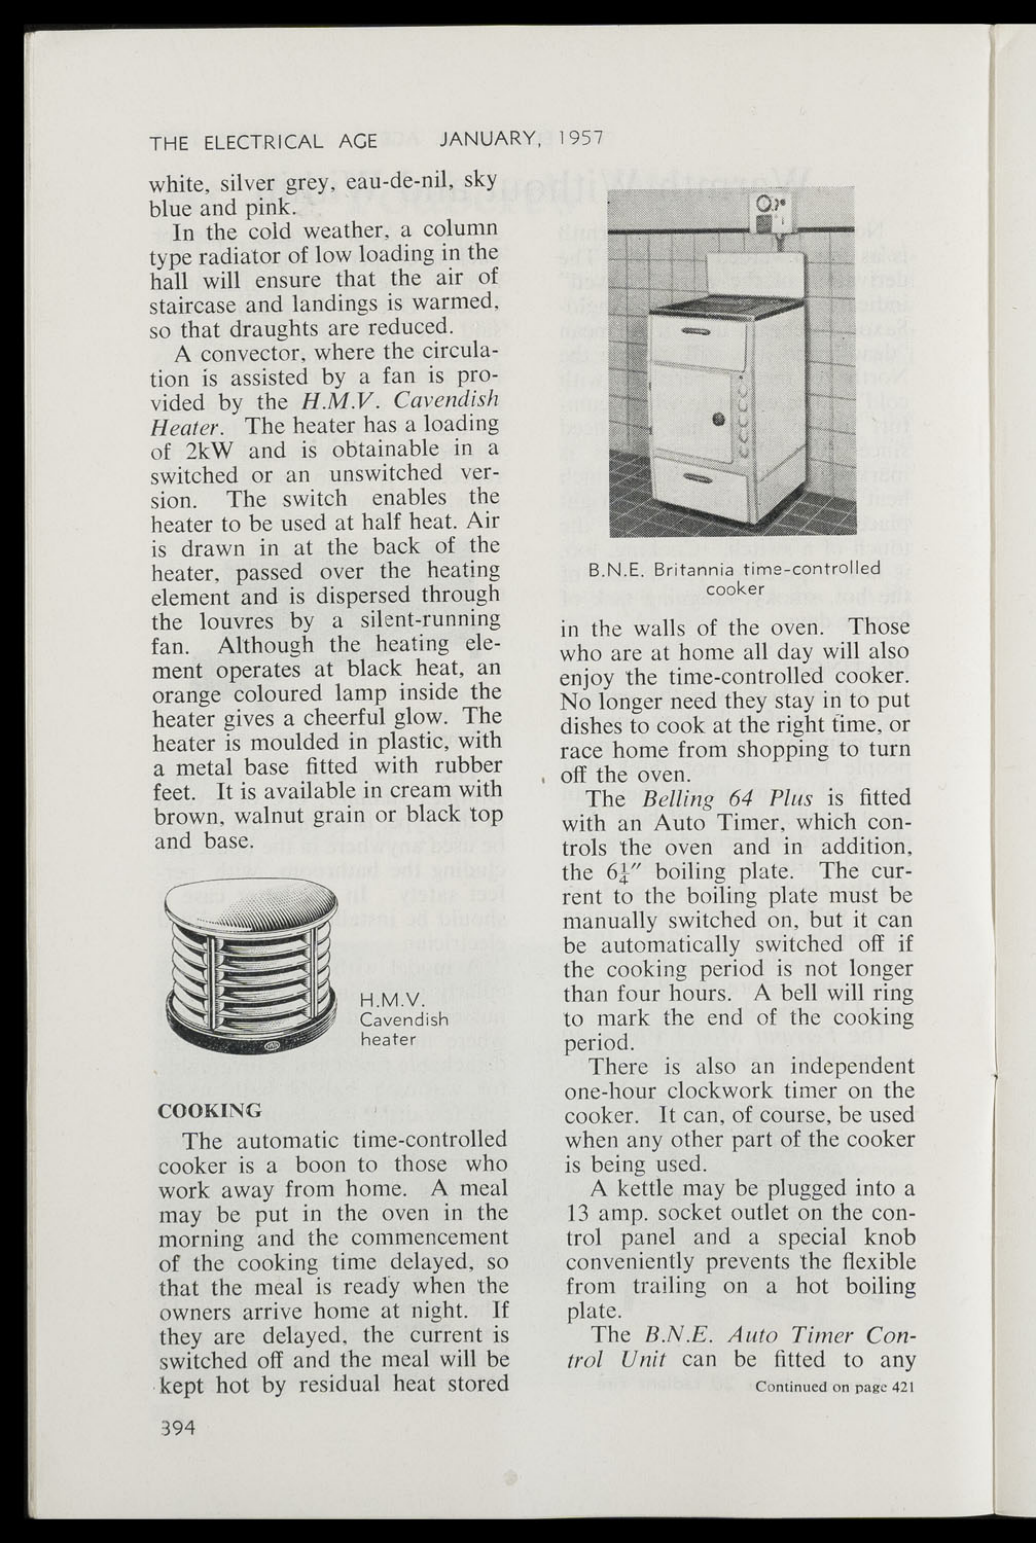 THE ELECTRICAL AGE JANUARY, 1957
white, silver grey, eau-de-nil, sky
blue and pink.
In the cold weather, a column
type radiator of low loading in the
hall will ensure that the air of
staircase and landings is warmed,
so that draughts are reduced.
A convector, where the circula-
tion is assisted by a fan is pro-
vided by the H.M.V. Cavendish
Heater. The heater has a loading
of 2kW and is obtainable in a
switched or an unswitched ver-
sion. The switch enables the
heater to be used at half heat. Air
is drawn in at the back of the
heater, passed over the heating
element and is dispersed through
the louvres by a silent-running
fan. Although the heating ele-
ment operates at black heat, an
orange coloured lamp inside the
heater gives a cheerful glow. The
heater is moulded in plastic, with
a metal base fitted with rubber
feet. It is available in cream with
brown, walnut grain or black top
and base.
H.M.V.
Cavendish
heater
COOKING
The automatic time-controlled
cooker is a boon to those who
work away from home. A meal
may be put in the oven in the
morning and the commencement
of the cooking time delayed, so
that the meal is ready when the
owners arrive home at night. If
they are delayed, the current is
switched off and the meal will be
kept hot by residual heat stored
B.N.E. Britannia time-controlled
cooker
in the walls of the oven. Those
who are at home all day will also
enjoy the time-controlled cooker.
No longer need they stay in to put
dishes to cook at the right time, or
race home from shopping to turn
off the oven.
The Belling 64 Plus is fitted
with an Auto Timer, which con-
trols the oven and in addition,
the 6¼″ boiling plate. The cur-
rent to the boiling plate must be
manually switched on, but it can
be automatically switched off if
the cooking period is not longer
than four hours. A bell will ring
to mark the end of the cooking
period.
There is also an independent
one-hour clockwork timer on the
cooker. It can, of course, be used
when any other part of the cooker
is being used.
A kettle may be plugged into a
13 amp. socket outlet on the con-
trol panel and a special knob
conveniently prevents the flexible
from trailing on a hot boiling
plate.
The B.N.E. Auto Timer Con-
trol Unit can be fitted to any
Continued on page 421
394